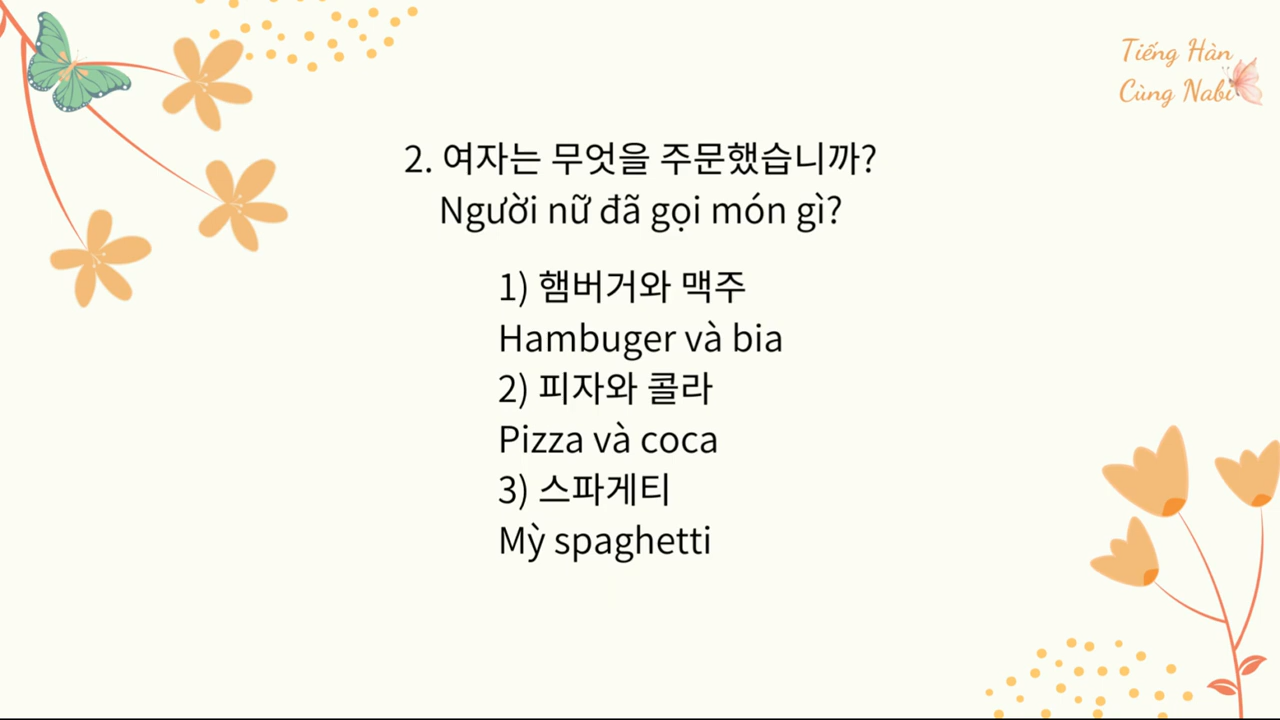 Tiếng Hàn
Cùng Nabi
2. 여자는 무엇을 주문했습니까?
Người nữ đã gọi món gì?
1) 햄버거와 맥주
Hambuger và bia
2) 피자와 콜라
Pizza và coca
3) 스파게티
Mỳ spaghetti